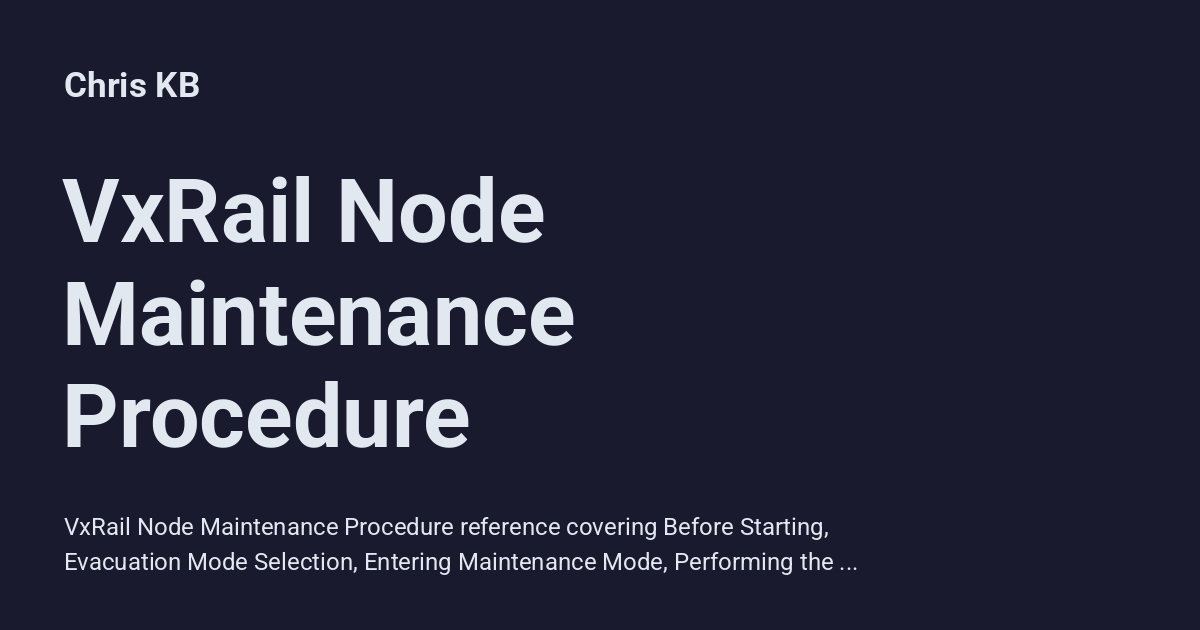 Chris KB
VxRail Node
Maintenance
Procedure
VxRail Node Maintenance Procedure reference covering Before Starting,
Evacuation Mode Selection, Entering Maintenance Mode, Performing the ...